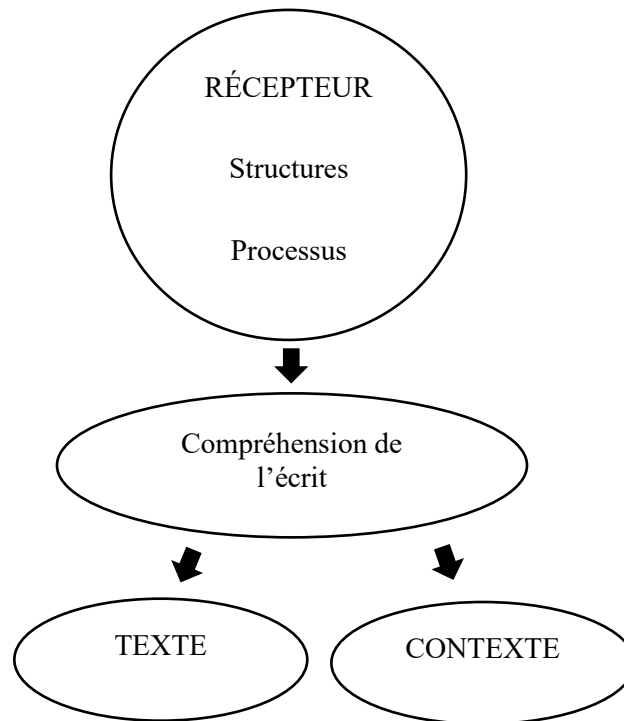 RÉCEPTEUR
Structures
Processus
Compréhension de
l’écrit
TEXTE
CONTEXTE